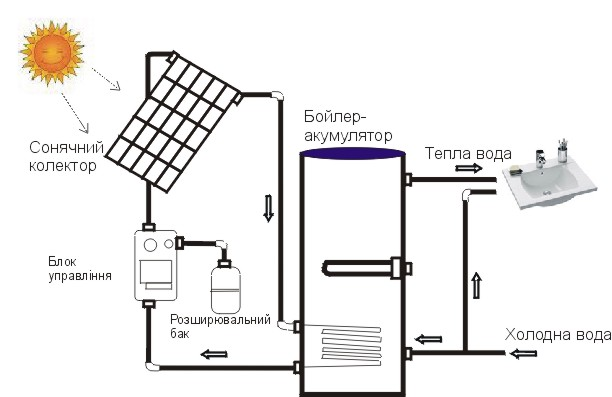 Сонячний
колектор
Бойлер-
акумулятор
Тепла вода
Блок
управління
Розширювальний
бак
Холодна вода